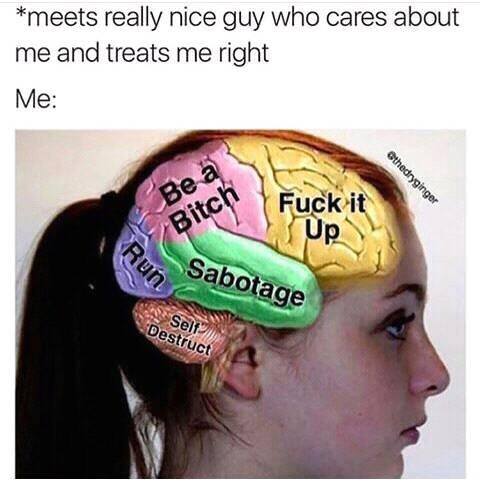 *meets really nice guy who cares about
me and treats me right
Me:
@thedryginger
Be a
Bitch
Fuck it
Up
Run
Sabotage
Self
Destruct